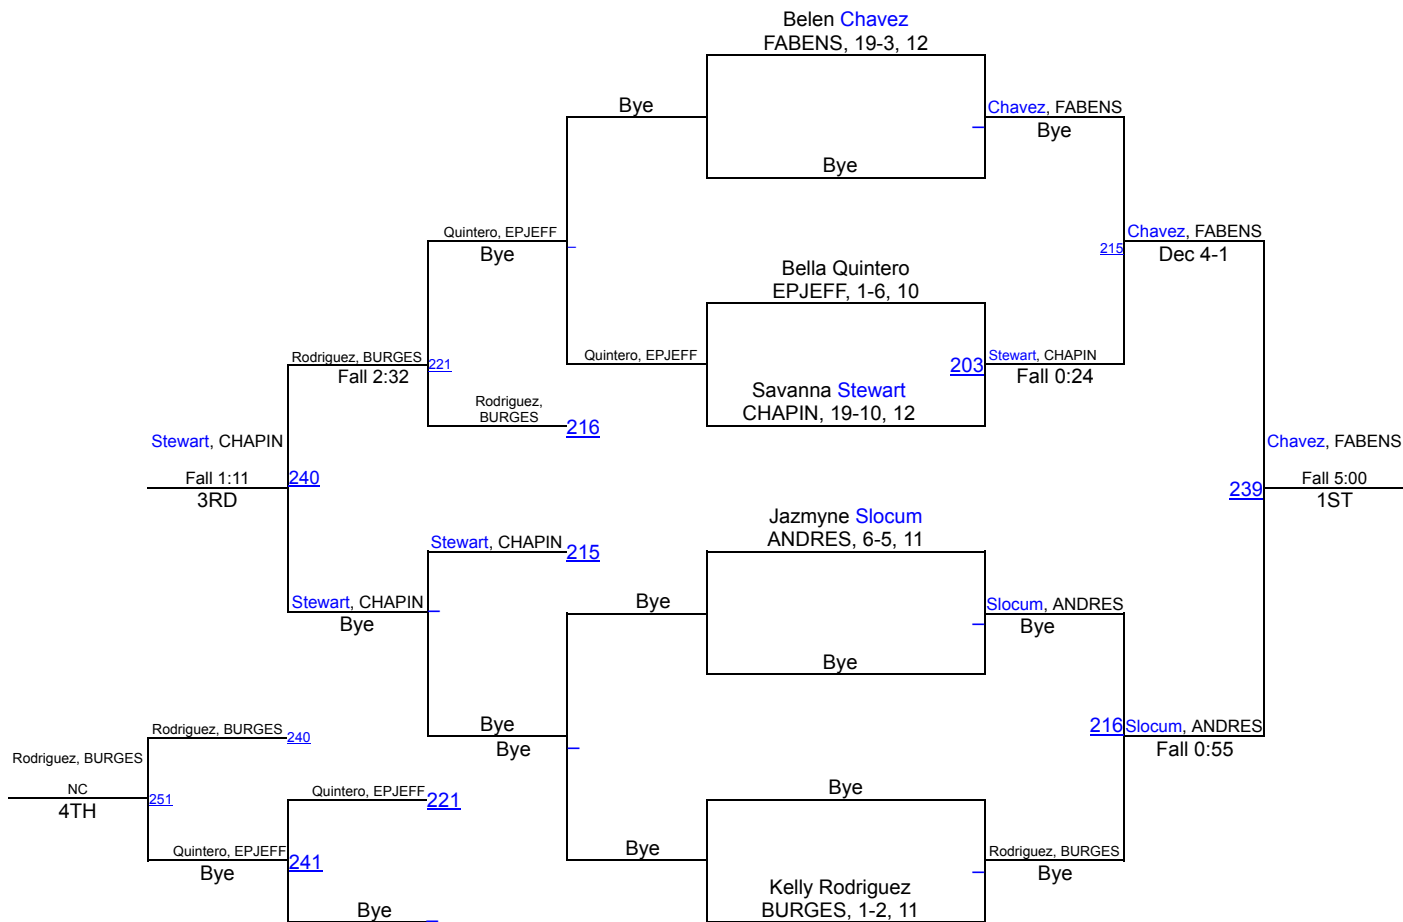 Belen Chavez
FABENS, 19-3, 12
Bye
Chavez, FABENS
Bye
Bye
Quintero, EPJEFF
Bye
Chavez, FABENS
215
Dec 4-1
Bella Quintero
EPJEFF, 1-6, 10
Rodriguez, BURGES
221
Fall 2:32
Quintero, EPJEFF
203
Stewart, CHAPIN
Fall 0:24
Savanna Stewart
CHAPIN, 19-10, 12
Rodriguez,
BURGES
216
Stewart, CHAPIN
Fall 1:11
240
3RD
Chavez, FABENS
Fall 5:00
239
1ST
Jazmyne Slocum
ANDRES, 6-5, 11
Stewart, CHAPIN
215
Stewart, CHAPIN
Bye
Bye
Slocum, ANDRES
Bye
Bye
Bye
Bye
216
Slocum, ANDRES
Fall 0:55
Rodriguez, BURGES
240
Rodriguez, BURGES
NC
251
4TH
Quintero, EPJEFF
221
Bye
Quintero, EPJEFF
241
Bye
Bye
Rodriguez, BURGES
Bye
Kelly Rodriguez
BURGES, 1-2, 11
Bye